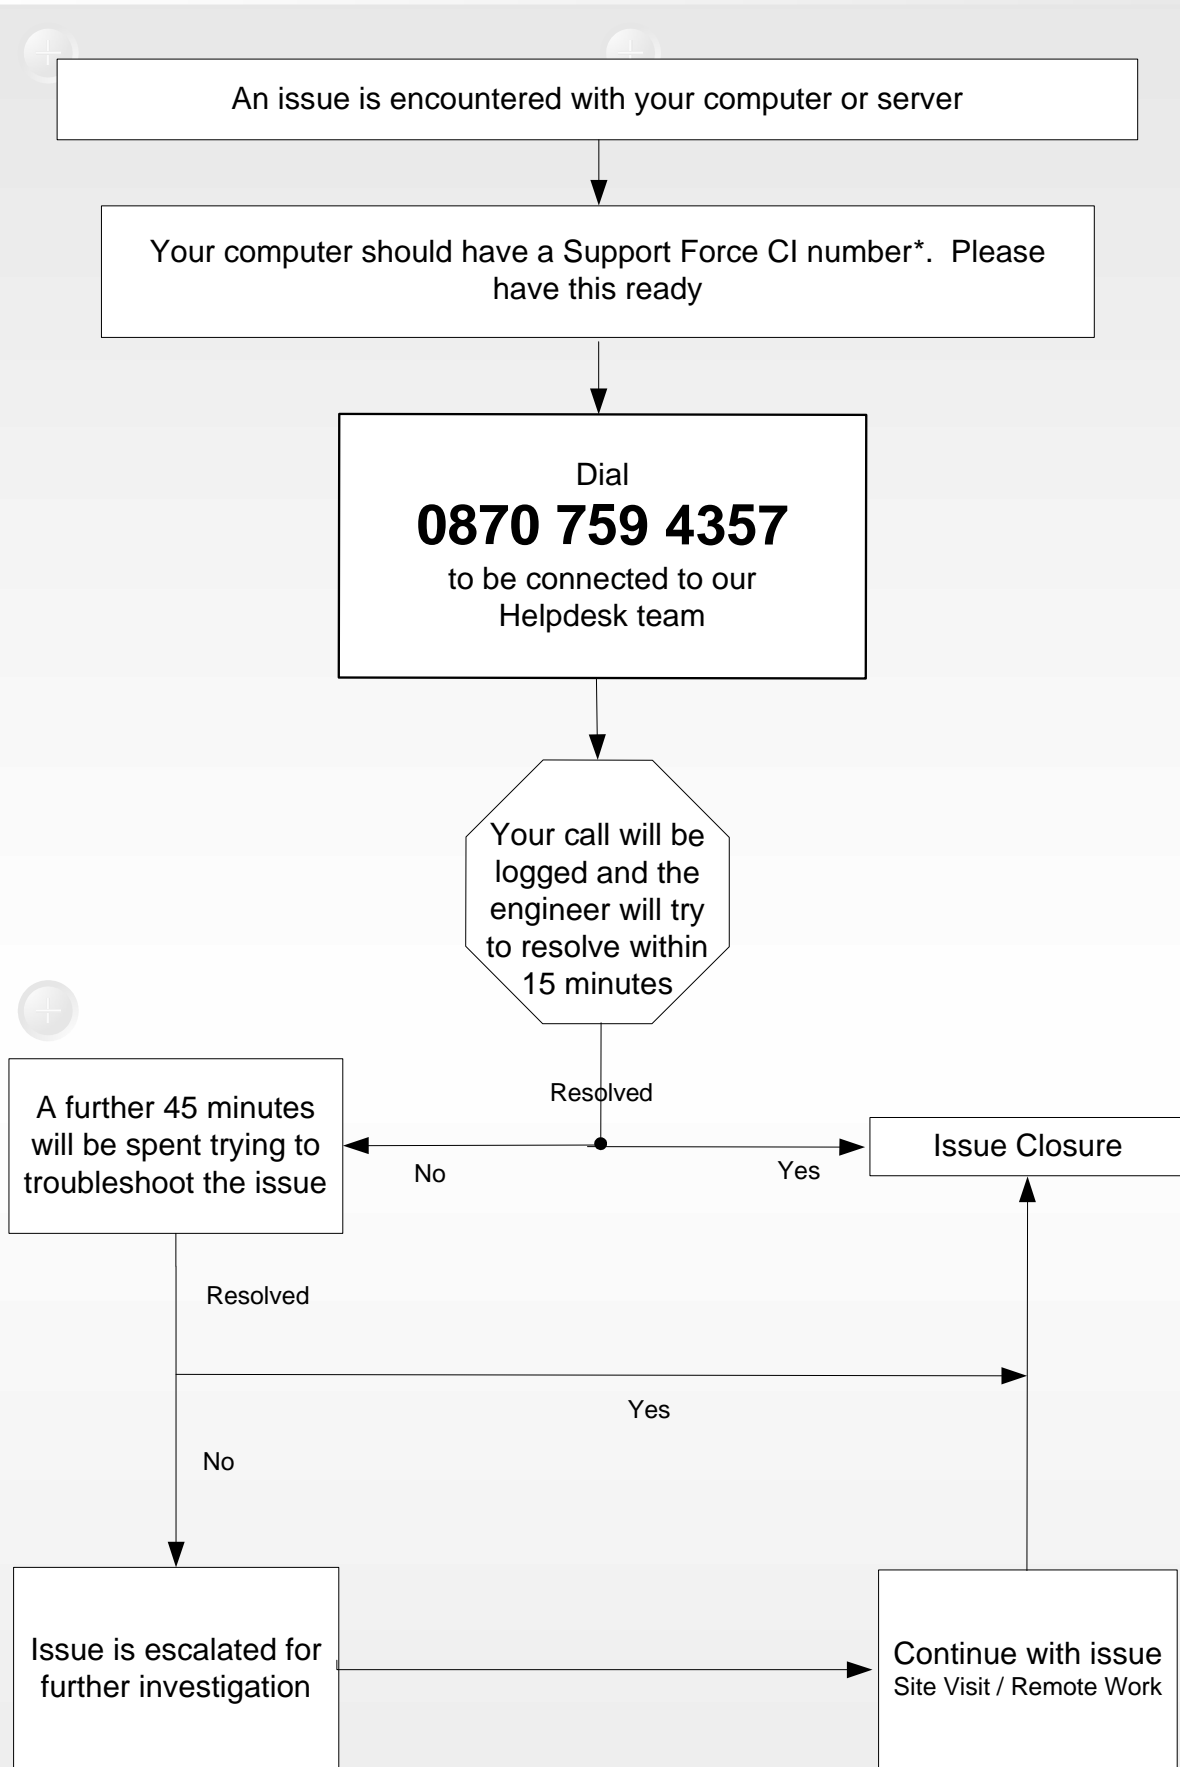 An issue is encountered with your computer or server
Your computer should have a Support Force CI number*.  Please
have this ready
Dial
0870 759 4357
to be connected to our
Helpdesk team
Your call will be
logged and the
engineer will try
to resolve within
15 minutes
Resolved
A further 45 minutes
will be spent trying to
troubleshoot the issue
No
Yes
Issue Closure
Resolved
Yes
No
Issue is escalated for
further investigation
Continue with issue
Site Visit / Remote Work